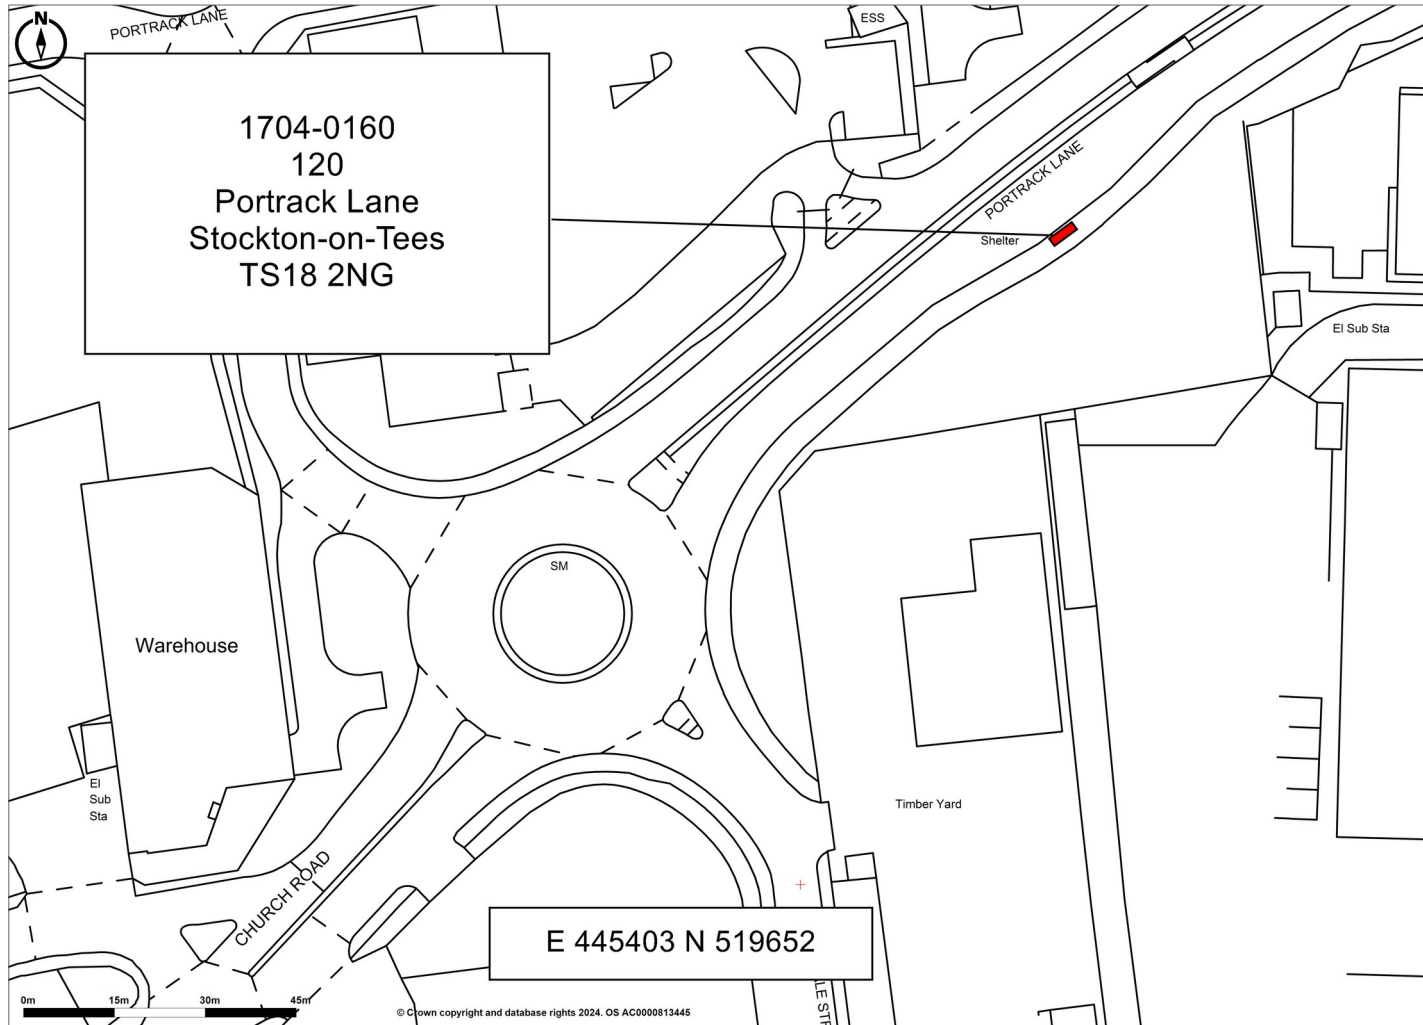 N
PORTRACK LANE
ESS
1704-0160
120
Portrack Lane
Stockton-on-Tees
TS18 2NG
PORTRACK LANE
Shelter
El Sub Sta
SM
Warehouse
El
Sub
Sta
Timber Yard
CHURCH ROAD
E 445403 N 519652
LE STR
0m 15m 30m 45m
© Crown copyright and database rights 2024. OS AC0000813445